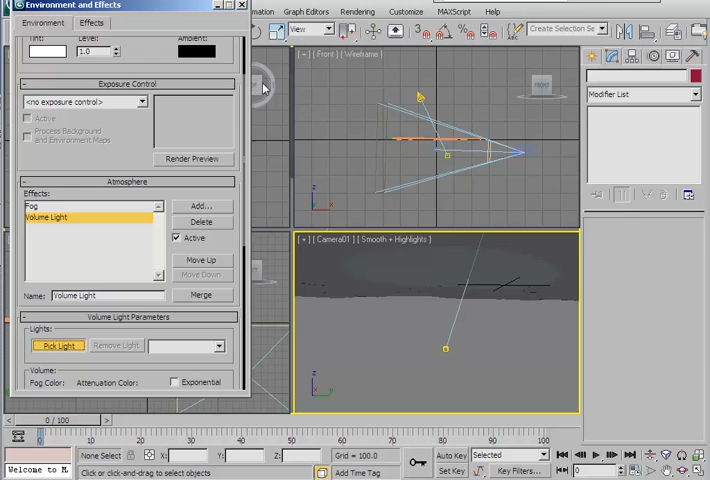 Environment and Effects
Environment Effects
Tint: Level: Ambient:
1.0
Exposure Control
<no exposure control>
Active
Process Background
and Environment Maps
Render Preview
Atmosphere
Effects:
Fog
Volume Light
Add...
Delete
Active
Move Up
Move Down
Name: Volume Light
Merge
Volume Light Parameters
Lights:
Pick Light Remove Light
Volume:
Fog Color: Attenuation Color: Exponential
Graph Editors Rendering Customize MAXScript Help
View
Create Selection Se
[ + ] [ Front ] [ Wireframe ]
FRONT
z
x
[ + ] [ Camera01 ] [ Smooth + Highlights ]
z
y
Modifier List
0 / 100
0 10 20 30 40 50 60 70 80 90 100
Welcome to M
None Selected X: Y: Z: Grid = 100.0
Click or click-and-drag to select objects
Add Time Tag
Auto Key Selected
Set Key Key Filters...
0